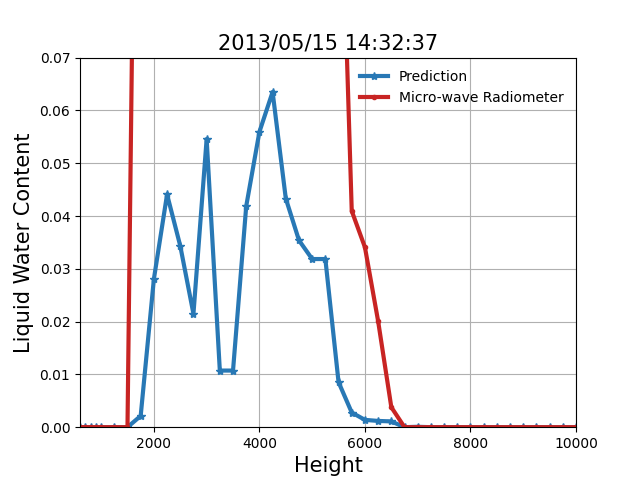 2013/05/15 14:32:37
0.07
0.06
0.05
0.04
0.03
0.02
0.01
0.00
Liquid Water Content
Prediction
Micro-wave Radiometer
2000 4000 6000 8000 10000
Height